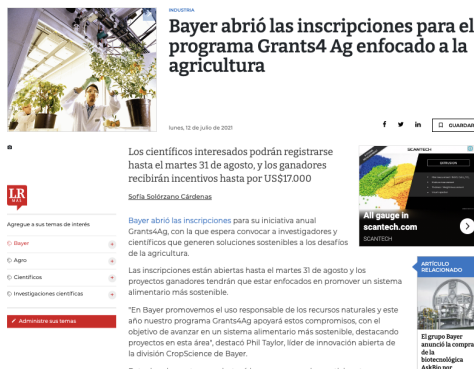 INDUSTRIA
Bayer abrió las inscripciones para el
programa Grants4 Ag enfocado a la
agricultura
lunes, 12 de julio de 2021
GUARDAR
Los científicos interesados podrán registrarse
hasta el martes 31 de agosto, y los ganadores
recibirán incentivos hasta por US$17.000
Sofía Solórzano Cárdenas
LR
MÁS
Agregue a sus temas de interés
Bayer
Agro
Científicos
Investigaciones científicas
Administre sus temas
Bayer abrió las inscripciones para su iniciativa anual
Grants4Ag, con la que espera convocar a investigadores y
científicos que generen soluciones sostenibles a los desafíos
de la agricultura.
Las inscripciones están abiertas hasta el martes 31 de agosto y los
proyectos ganadores tendrán que estar enfocados en promover un sistema
alimentario más sostenible.
"En Bayer promovemos el uso responsable de los recursos naturales y este
año nuestro programa Grants4Ag apoyará estos compromisos, con el
objetivo de avanzar en un sistema alimentario más sostenible, destacando
proyectos en esta área", destacó Phil Taylor, líder de innovación abierta de
la división CropScience de Bayer.
SCANTECH
All gauge in
scantech.com
SCANTECH
ARTÍCULO
RELACIONADO
El grupo Bayer
anunció la compra
de la
biotecnológica
AskBio por